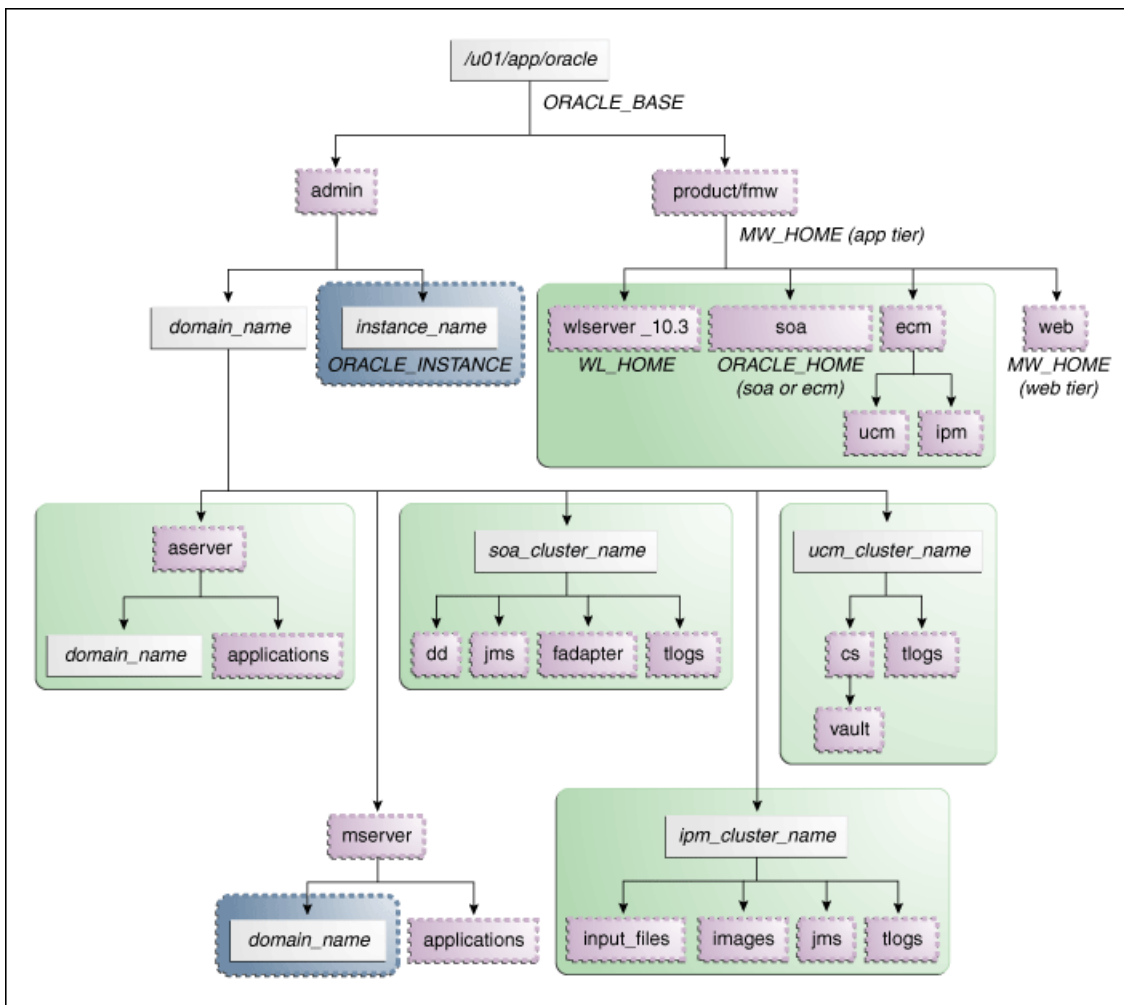 /u01/app/oracle
ORACLE_BASE
admin
product/fmw
MW_HOME (app tier)
domain_name
instance_name
ORACLE_INSTANCE
wlserver _10.3
WL_HOME
soa
ORACLE_HOME
(soa or ecm)
ecm
web
MW_HOME
(web tier)
ucm
ipm
aserver
domain_name
applications
soa_cluster_name
dd
jms
fadapter
tlogs
ucm_cluster_name
cs
tlogs
vault
mserver
domain_name
applications
ipm_cluster_name
input_files
images
jms
tlogs